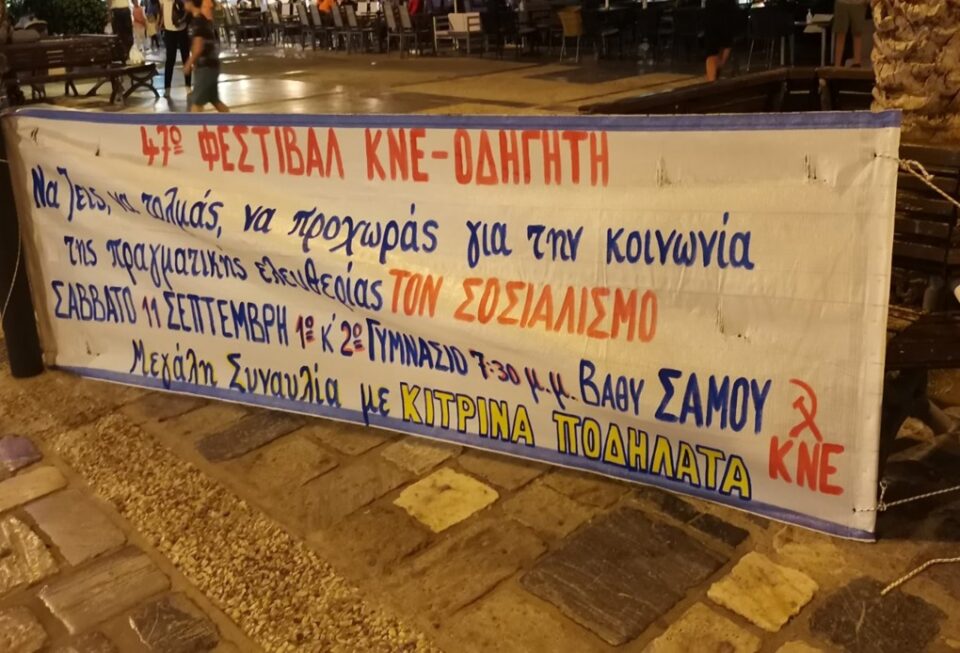 47ο ΦΕΣΤΙΒΑΛ ΚΝΕ-ΟΔΗΓΗΤΗ
Να ζεις, να τολμάς, να προχωράς για την κοινωνία
της πραγματικής ελευθερίας ΤΟΝ ΣΟΣΙΑΛΙΣΜΟ
ΣΑΒΒΑΤΟ 11 ΣΕΠΤΕΜΒΡΗ 1ο κ' 2ο ΓΥΜΝΑΣΙΟ 7:30 μ.μ. ΒΑΘΥ ΣΑΜΟΥ
Μεγάλη Συναυλία με ΚΙΤΡΙΝΑ ΠΟΔΗΛΑΤΑ
ΚΝΕ